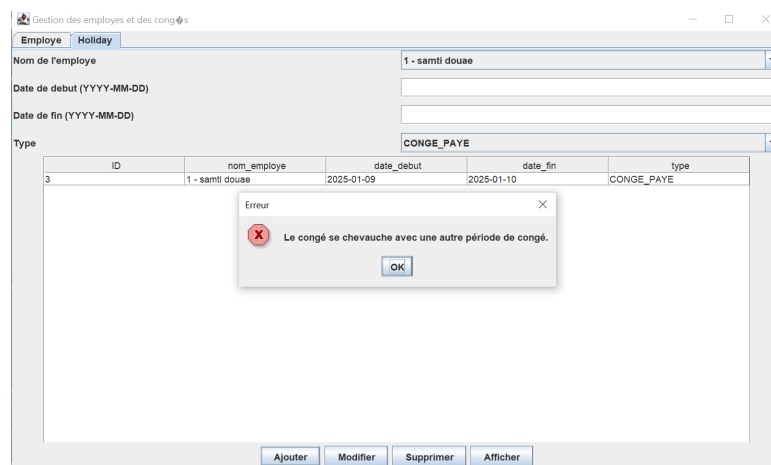 Gestion des employes et des cong�s
Employe Holiday
Nom de l'employe 1 - samti douae
Date de debut (YYYY-MM-DD)
Date de fin (YYYY-MM-DD)
Type CONGE_PAYE
ID nom_employe date_debut date_fin type
3 1 - samti douae 2025-01-09 2025-01-10 CONGE_PAYE
Erreur
Le congé se chevauche avec une autre période de congé.
OK
Ajouter Modifier Supprimer Afficher